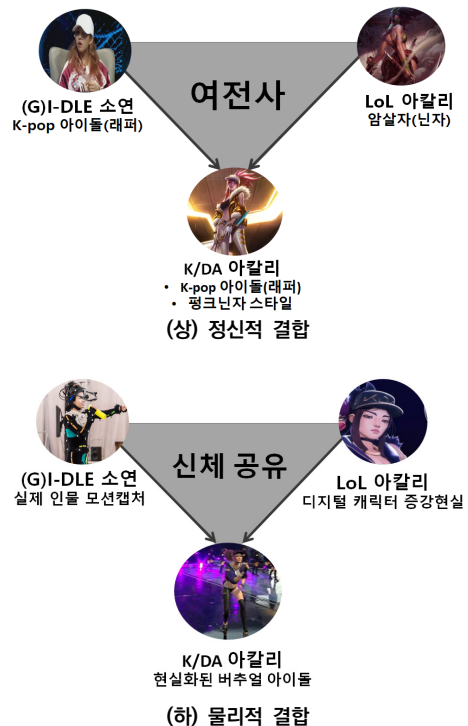 여전사
(G)I-DLE 소연
K-pop 아이돌(래퍼)
LoL 아칼리
암살자(닌자)
K/DA 아칼리
• K-pop 아이돌(래퍼)
• 펑크닌자 스타일
(상) 정신적 결합
신체 공유
(G)I-DLE 소연
실제 인물 모션캡처
LoL 아칼리
디지털 캐릭터 증강현실
K/DA 아칼리
현실화된 버추얼 아이돌
(하) 물리적 결합